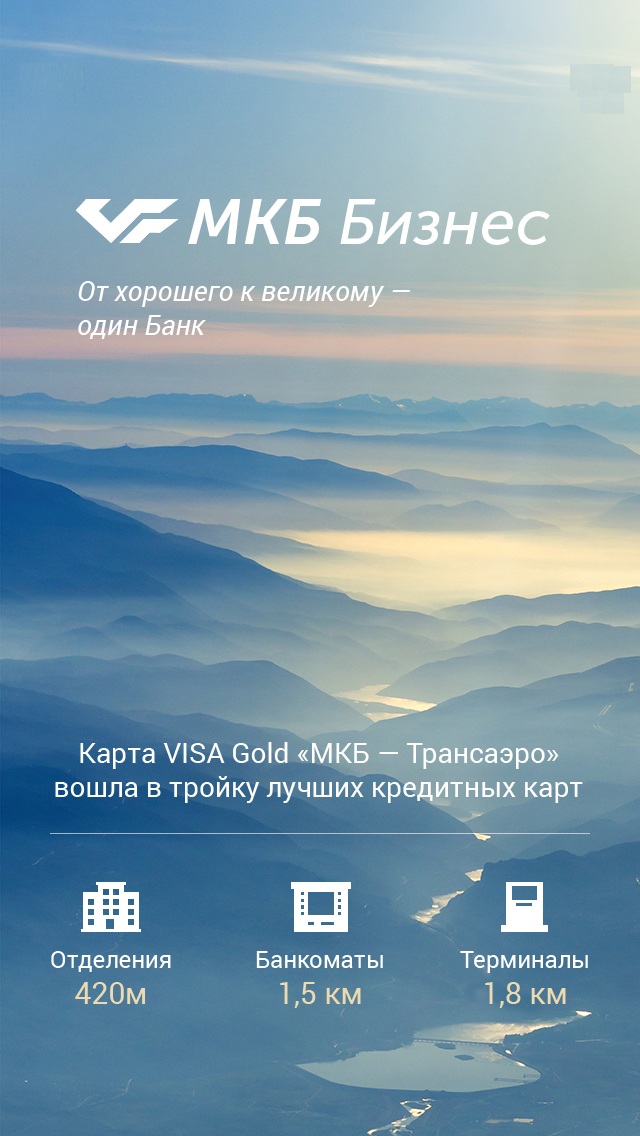 МКБ Бизнес
От хорошего к великому —
один Банк
Карта VISA Gold «МКБ — Трансаэро»
вошла в тройку лучших кредитных карт
Отделения Банкоматы Терминалы
420м 1,5 км 1,8 км